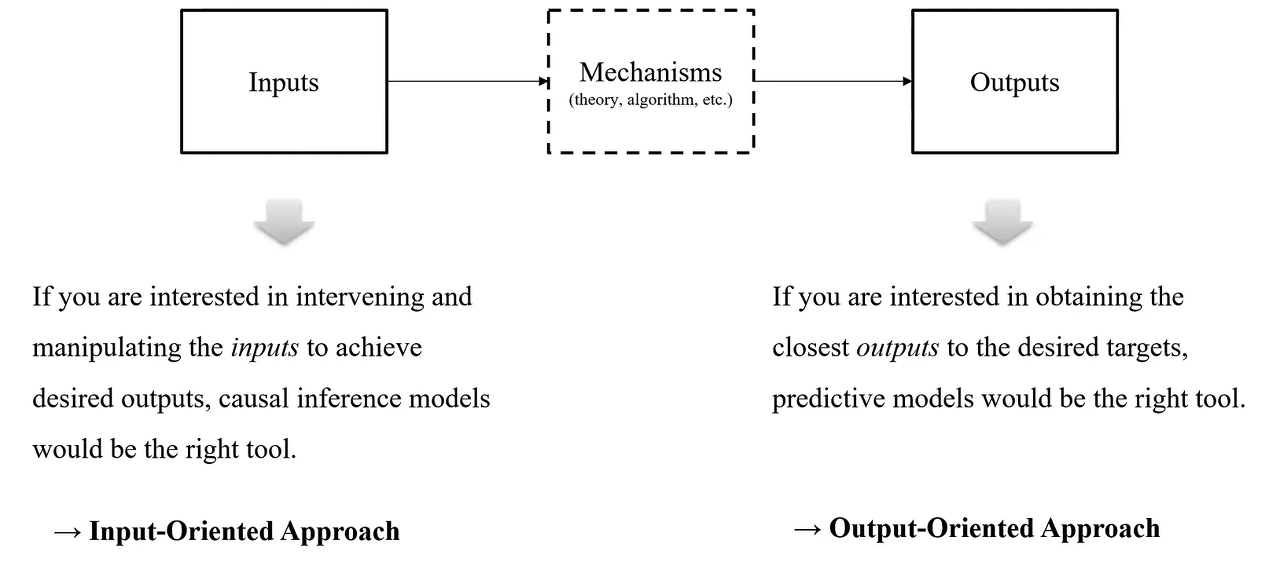 Inputs
Mechanisms
(theory, algorithm, etc.)
Outputs
If you are interested in intervening and
manipulating the inputs to achieve
desired outputs, causal inference models
would be the right tool.
→ Input-Oriented Approach
If you are interested in obtaining the
closest outputs to the desired targets,
predictive models would be the right tool.
→ Output-Oriented Approach